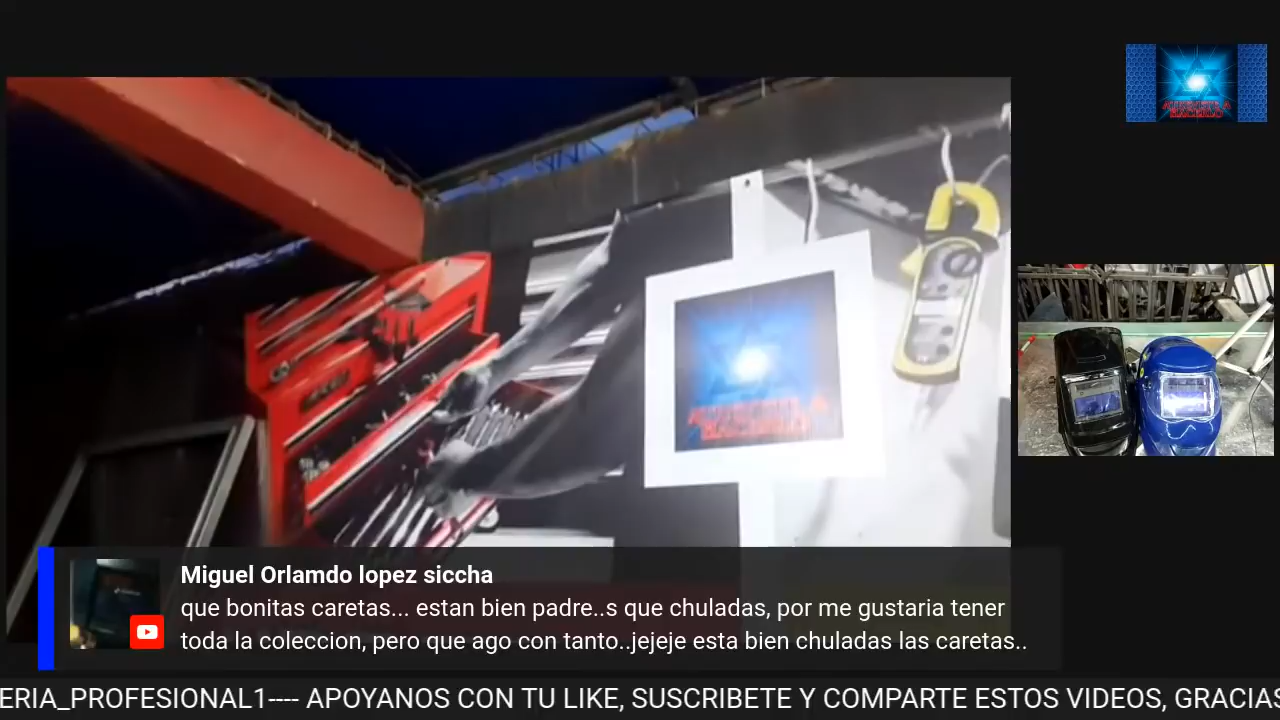 Miguel Orlamdo lopez siccha
que bonitas caretas... estan bien padre..s que chuladas, por me gustaria tener
toda la coleccion, pero que ago con tanto..jejeje esta bien chuladas las caretas..
ERIA_PROFESIONAL1---- APOYANOS CON TU LIKE, SUSCRIBETE Y COMPARTE ESTOS VIDEOS, GRACIAS